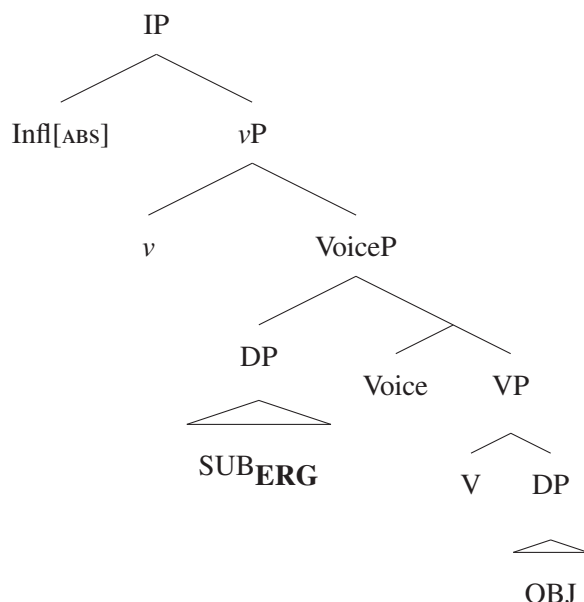 IP
Infl[ABS] vP
v VoiceP
DP Voice VP
SUBERG V DP
OBJ